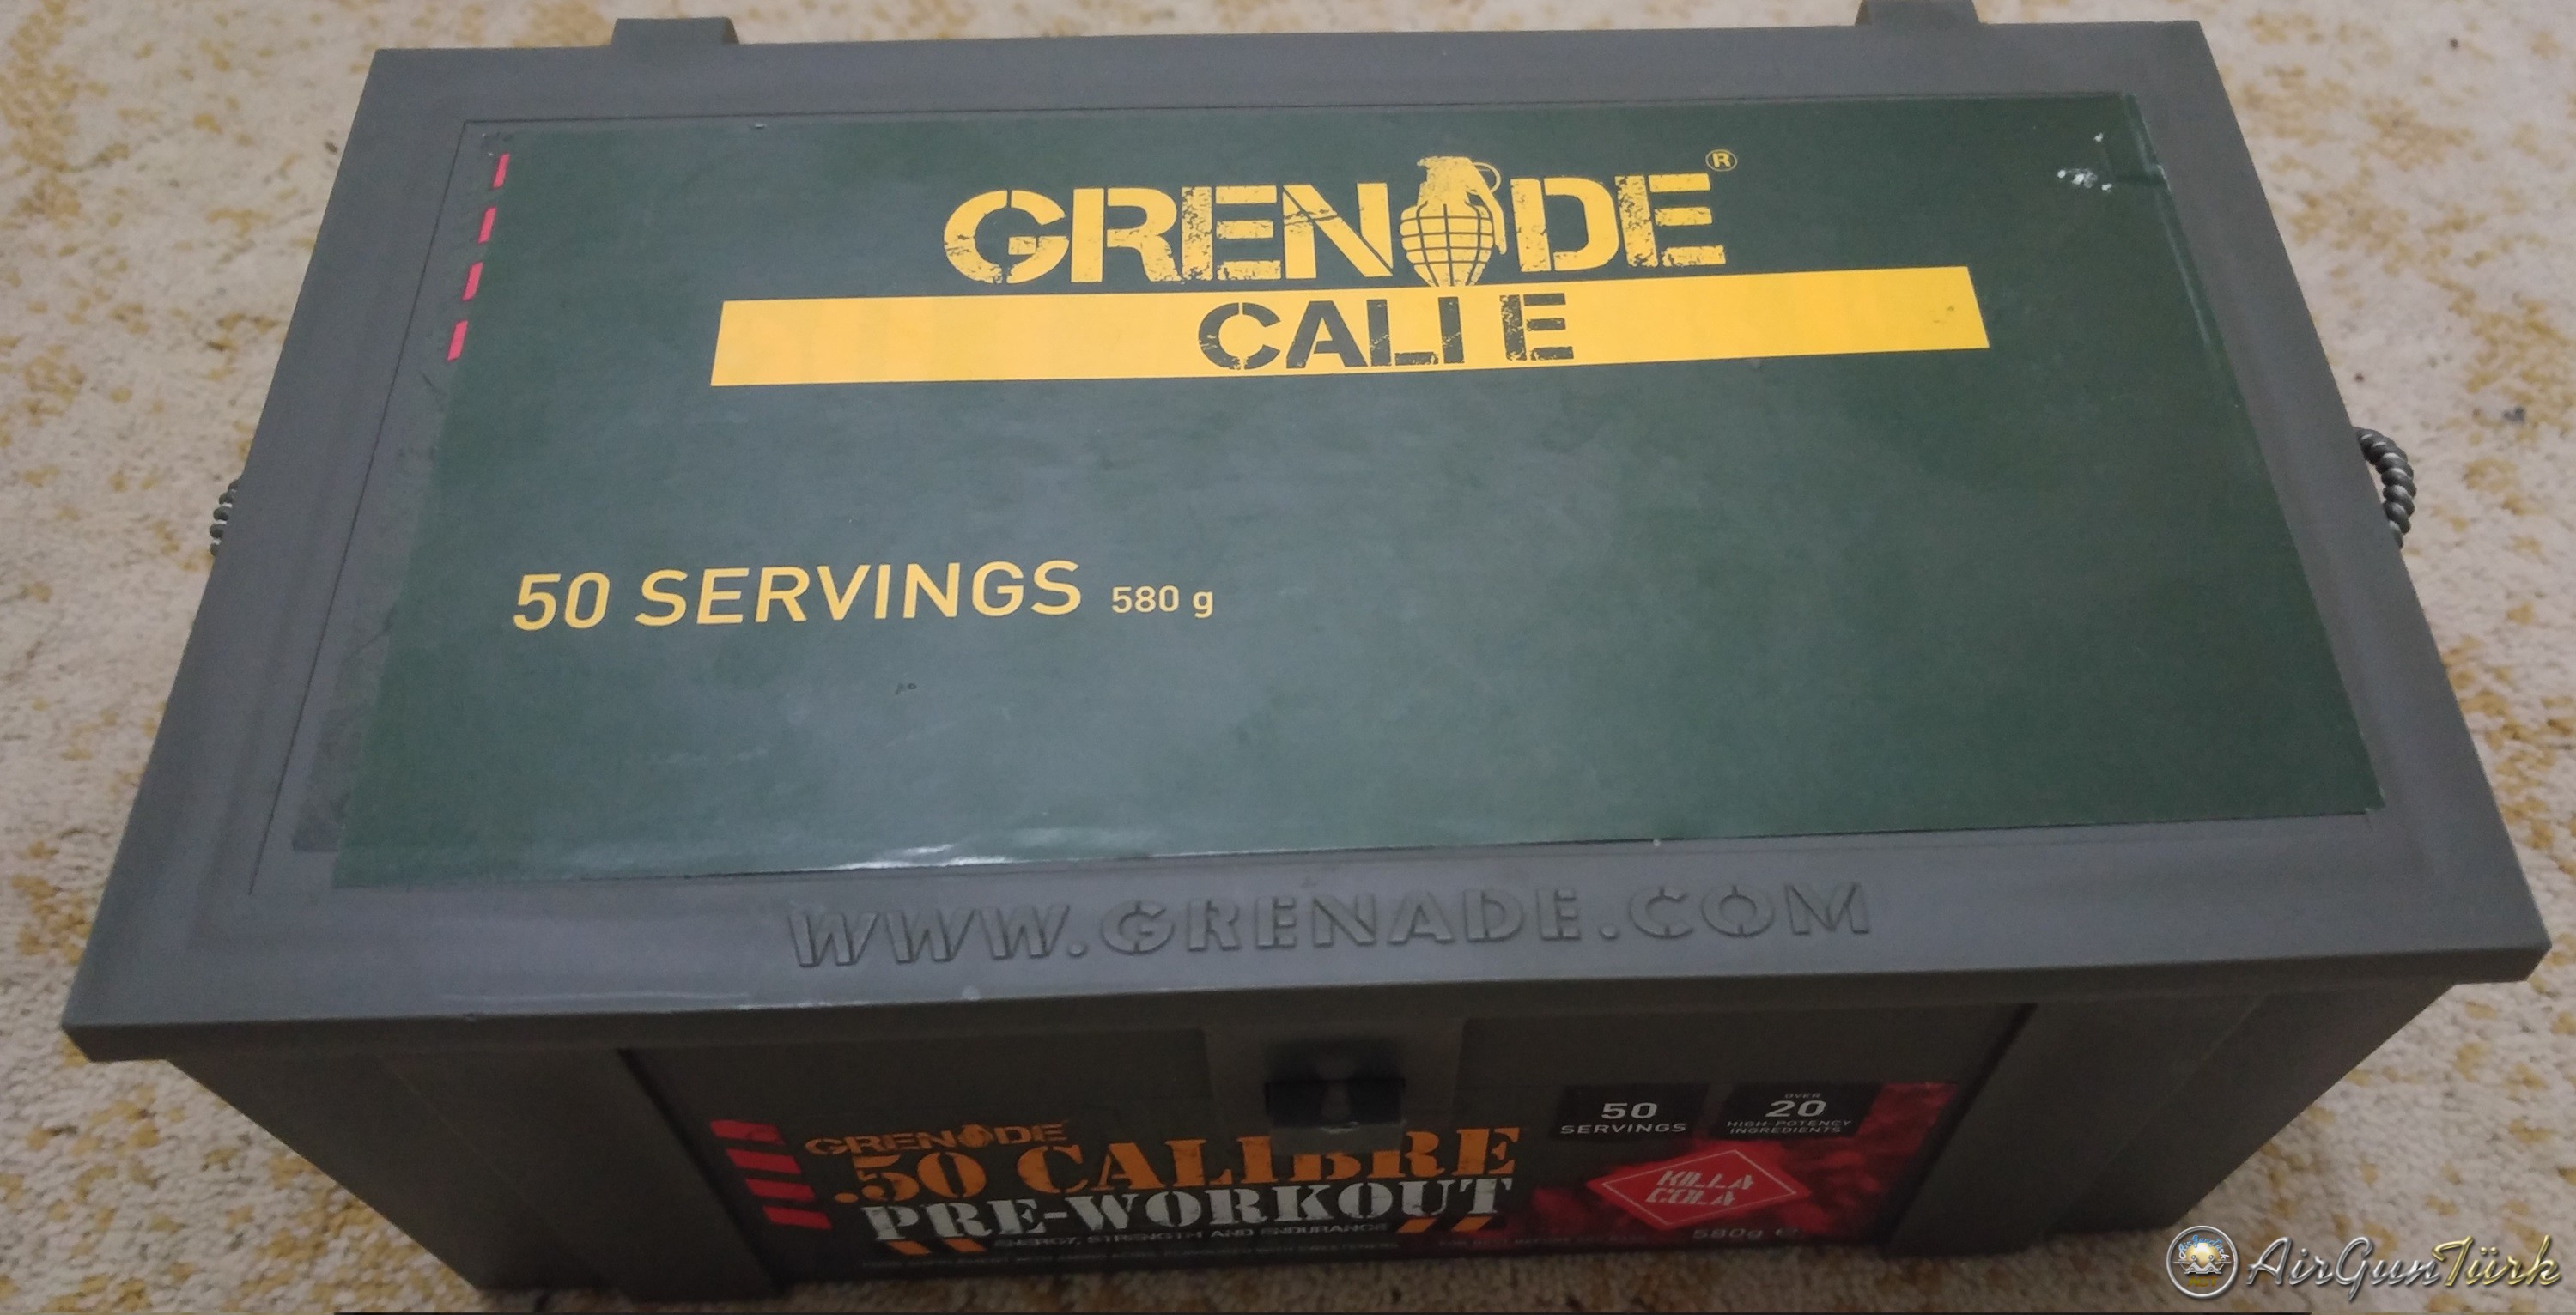 GRENADE®
CALI E
50 SERVINGS 580 g
WWW.GRENADE.COM
GRENADE
.50 CALIBRE
PRE-WORKOUT
ENERGY, STRENGTH AND ENDURANCE
50
SERVINGS
OVER
20
HIGH-POTENCY
INGREDIENTS
KILLA
COLA
580g e
AirGunTürk